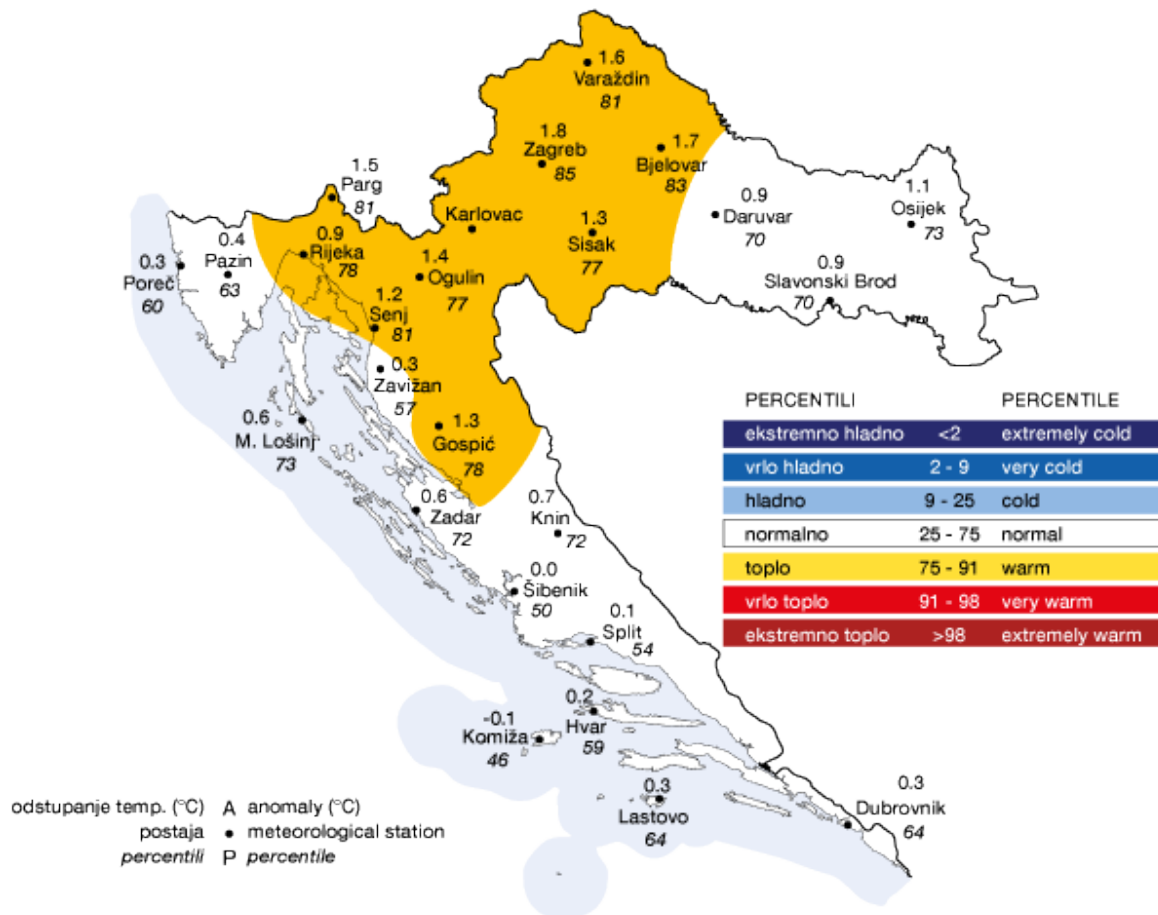 1.6
Varaždin
81
1.8
Zagreb
85
1.7
Bjelovar
83
1.5
Parg
81
Karlovac
0.9
Daruvar
70
1.1
Osijek
73
1.3
Sisak
77
0.9
Rijeka
78
0.4
Pazin
63
0.3
Poreč
60
1.4
Ogulin
77
0.9
Slavonski Brod
70
1.2
Senj
81
0.3
Zavižan
57
0.6
M. Lošinj
73
1.3
Gospić
78
0.6
Zadar
72
0.7
Knin
72
0.0
Šibenik
50
0.1
Split
54
0.2
Hvar
59
-0.1
Komiža
46
0.3
Lastovo
64
0.3
Dubrovnik
64
PERCENTILI PERCENTILE
ekstremno hladno <2 extremely cold
vrlo hladno 2 - 9 very cold
hladno 9 - 25 cold
normalno 25 - 75 normal
toplo 75 - 91 warm
vrlo toplo 91 - 98 very warm
ekstremno toplo >98 extremely warm
odstupanje temp. (°C) A anomaly (°C)
postaja meteorological station
percentili P percentile